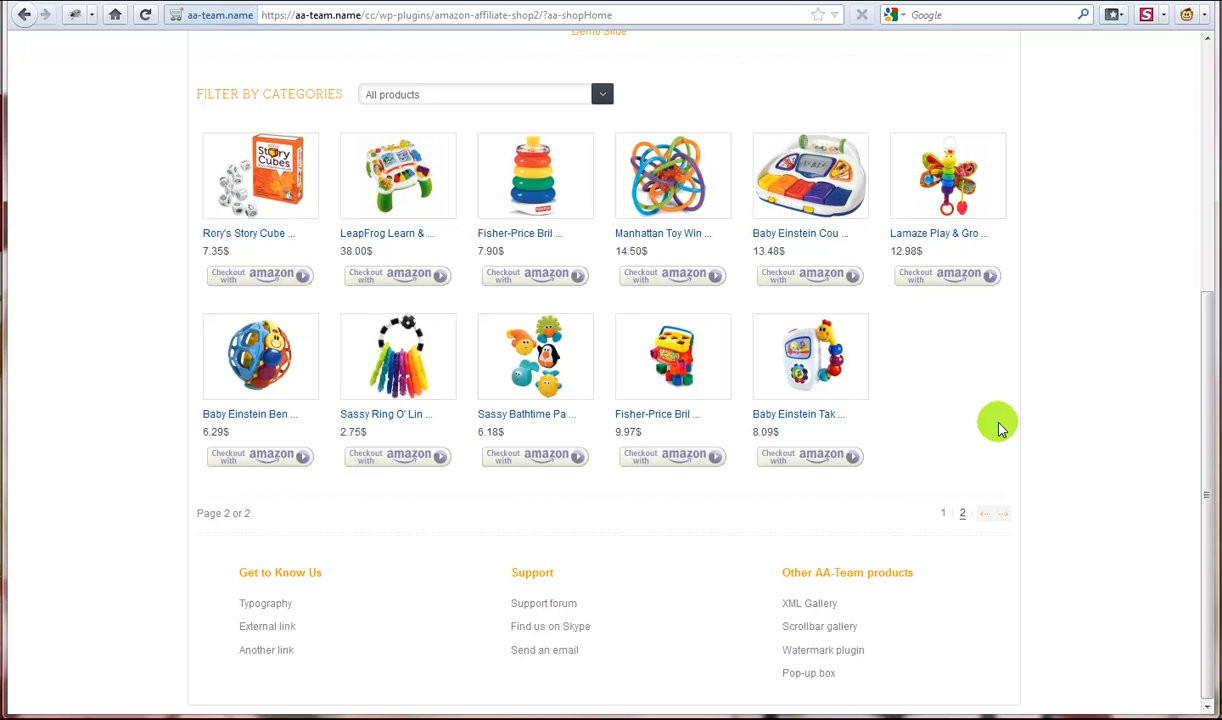 aa-team.name
https://aa-team.name/cc/wp-plugins/amazon-affiliate-shop2/?aa-shopHome
Google
S
Demo Slide
FILTER BY CATEGORIES
All products
Rory's Story Cube ...
LeapFrog Learn & ...
Fisher-Price Bril ...
Manhattan Toy Win ...
Baby Einstein Cou ...
Lamaze Play & Gro ...
7.35$
38.00$
7.90$
14.50$
13.48$
12.98$
Checkout with amazon
Checkout with amazon
Checkout with amazon
Checkout with amazon
Checkout with amazon
Checkout with amazon
Baby Einstein Ben ...
Sassy Ring O' Lin ...
Sassy Bathtime Pa ...
Fisher-Price Bril ...
Baby Einstein Tak ...
6.29$
2.75$
6.18$
9.97$
8.09$
Checkout with amazon
Checkout with amazon
Checkout with amazon
Checkout with amazon
Checkout with amazon
Page 2 or 2
1 2
Get to Know Us
Support
Other AA-Team products
Typography
Support forum
XML Gallery
External link
Find us on Skype
Scrollbar gallery
Another link
Send an email
Watermark plugin
Pop-up box